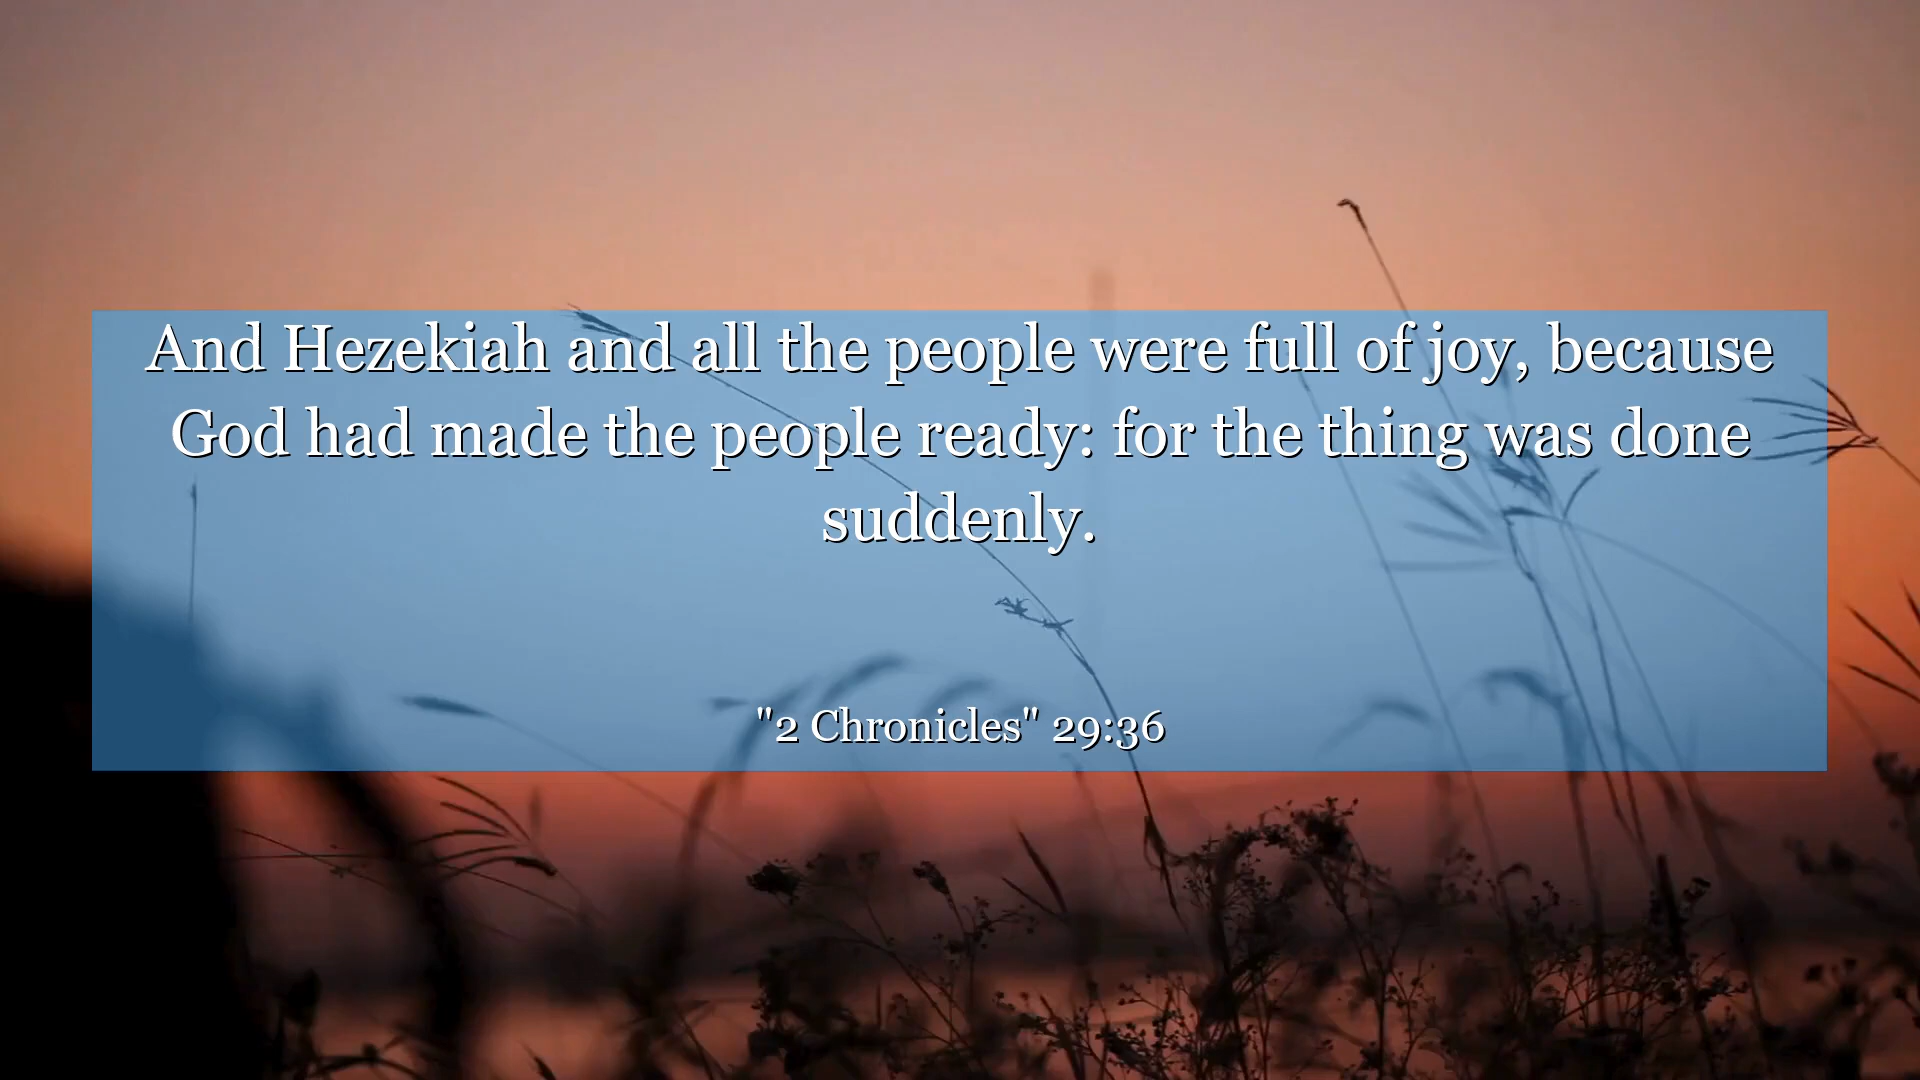 And Hezekiah and all the people were full of joy, because
God had made the people ready: for the thing was done
suddenly.
"2 Chronicles" 29:36